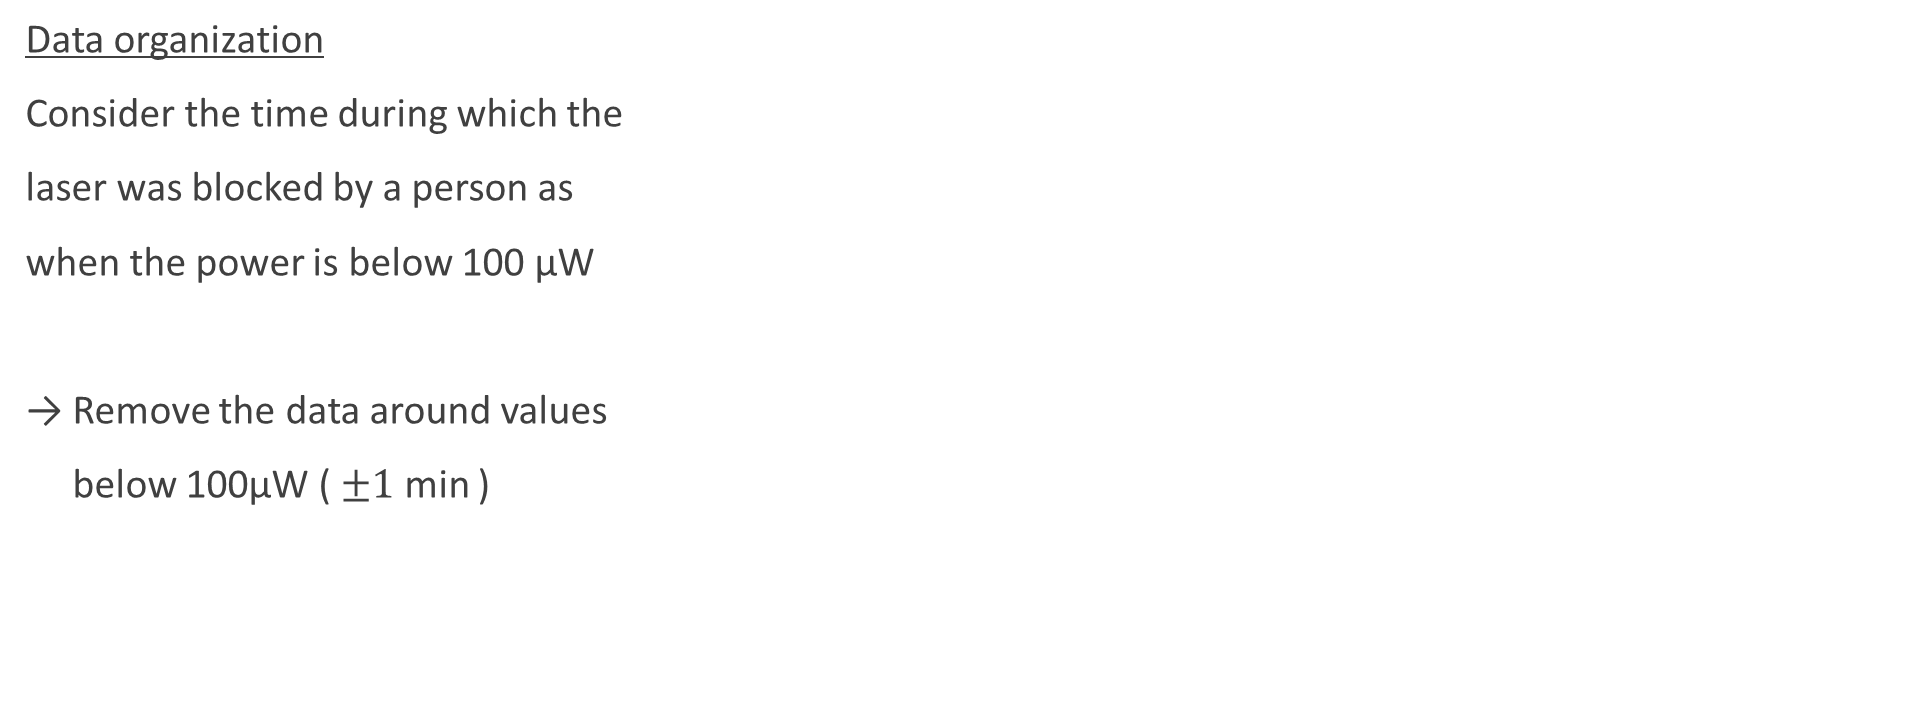 Data organization
Consider the time during which the
laser was blocked by a person as
when the power is below 100 μW
→ Remove the data around values
below 100μW ( ±1 min )